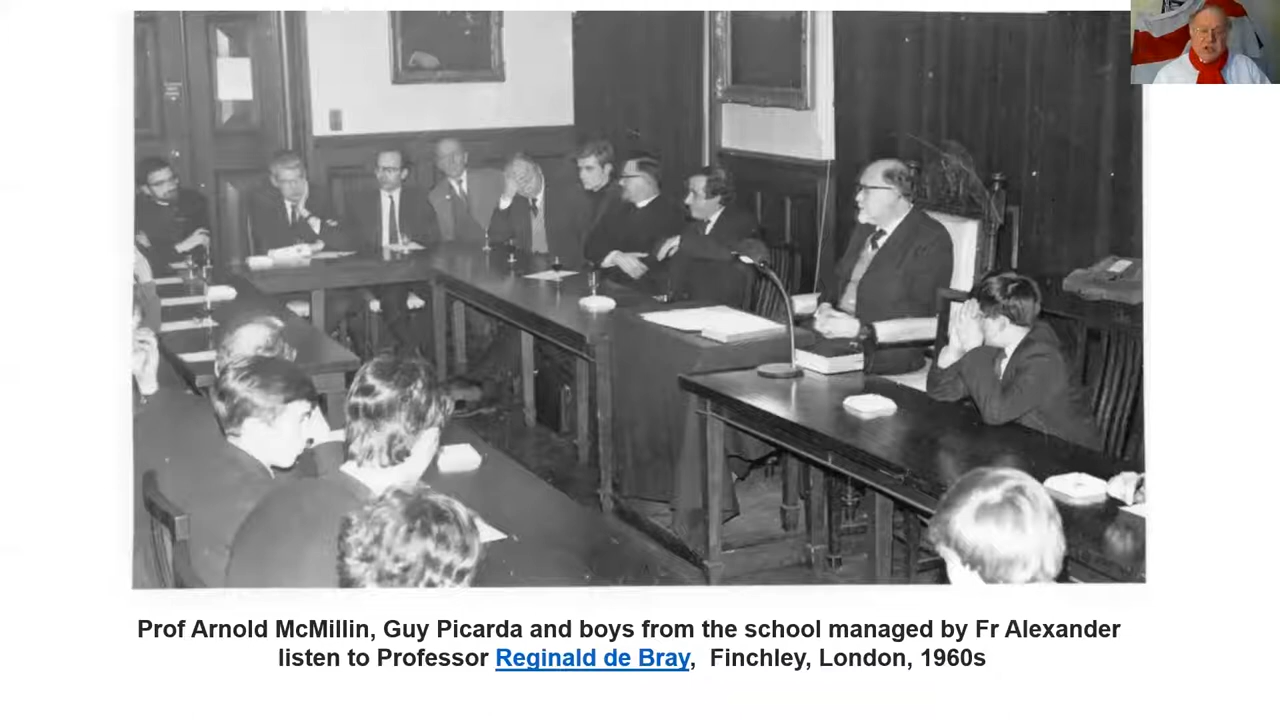 Prof Arnold McMillin, Guy Picarda and boys from the school managed by Fr Alexander
listen to Professor Reginald de Bray, Finchley, London, 1960s